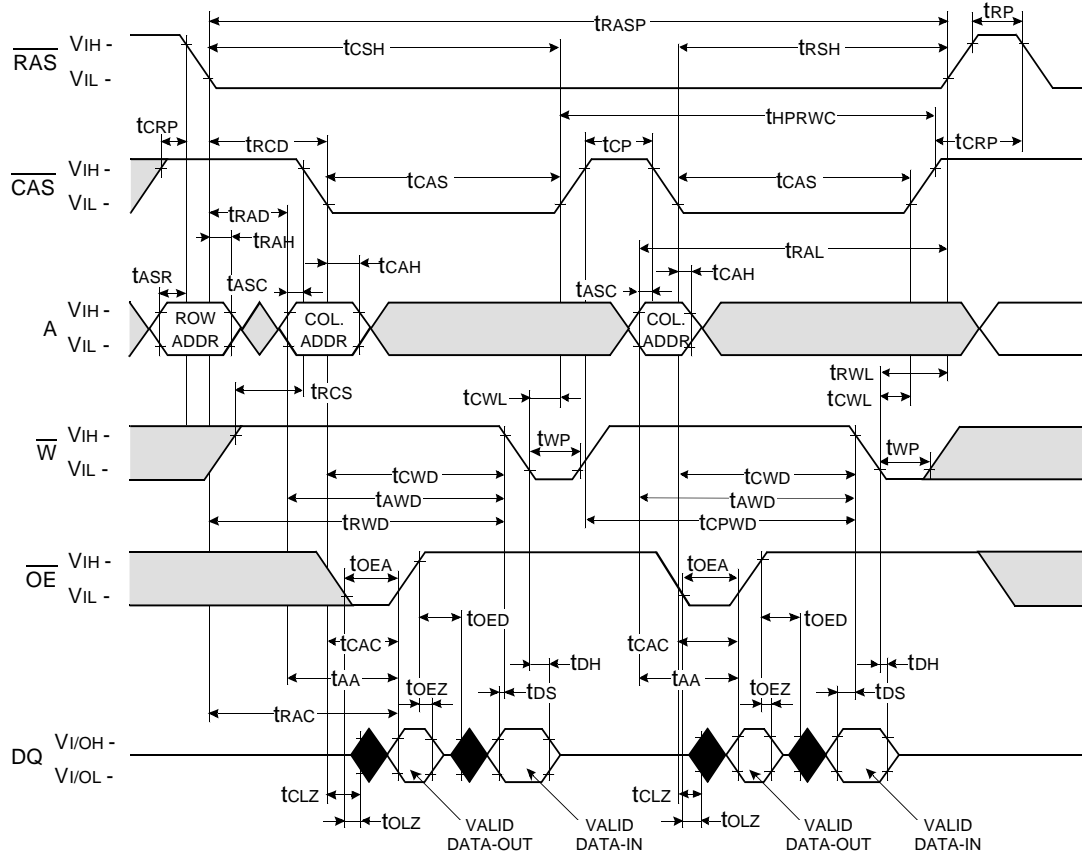 tRASP
tRP
tCSH
tRSH
RAS
VIH -
VIL -
tHPRWC
tCRP
tRCD
tCP
tCRP
CAS
VIH -
VIL -
tCAS
tCAS
tRAD
tRAH
tRAL
tASR
tASC
tCAH
tASC
tCAH
A
VIH -
VIL -
ROW
ADDR
COL.
ADDR
COL.
ADDR
tRWL
tRCS
tCWL
tCWL
W
VIH -
VIL -
tWP
tWP
tCWD
tCWD
tAWD
tAWD
tRWD
tCPWD
OE
VIH -
VIL -
tOEA
tOEA
tOED
tOED
tCAC
tCAC
tDH
tDH
tAA
tAA
tOEZ
tDS
tOEZ
tDS
tRAC
DQ
VI/OH -
VI/OL -
tCLZ
tCLZ
tOLZ
tOLZ
VALID
DATA-OUT
VALID
DATA-IN
VALID
DATA-OUT
VALID
DATA-IN